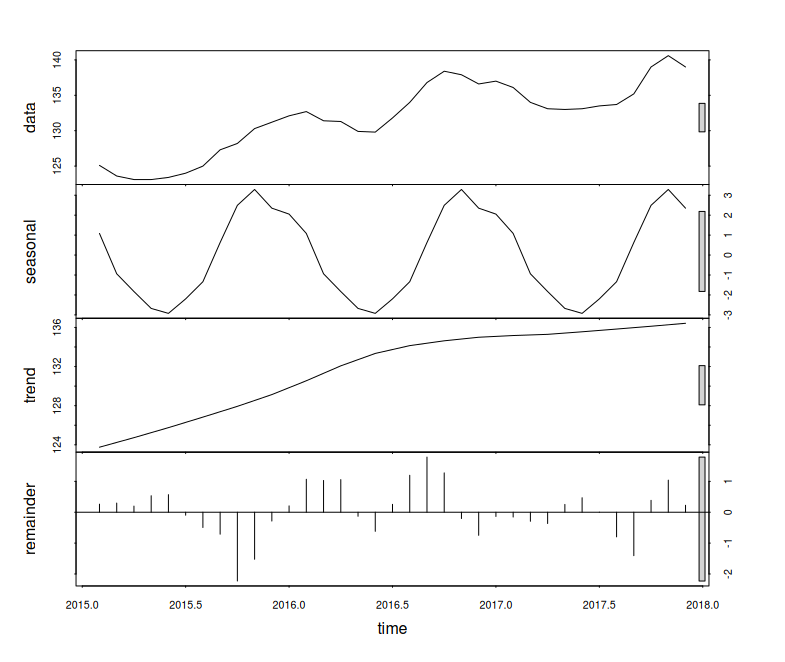 data
125 130 135 140
seasonal
-3 -2 -1 0 1 2 3
trend
124 128 132 136
remainder
-2 -1 0 1
2015.0 2015.5 2016.0 2016.5 2017.0 2017.5 2018.0
time